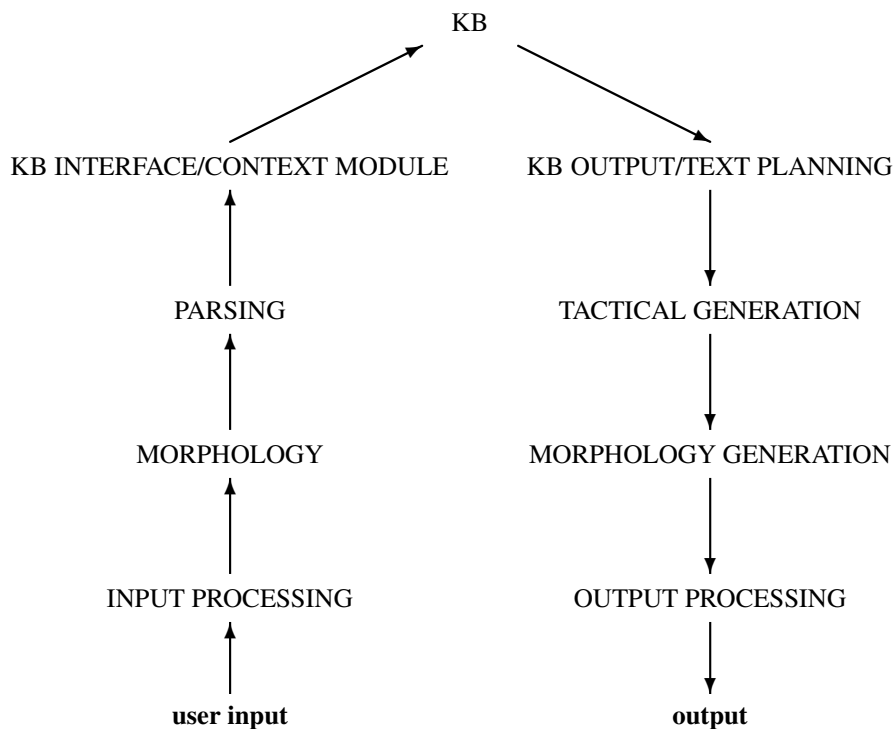 KB
KB INTERFACE/CONTEXT MODULE KB OUTPUT/TEXT PLANNING
PARSING TACTICAL GENERATION
MORPHOLOGY MORPHOLOGY GENERATION
INPUT PROCESSING OUTPUT PROCESSING
user input output